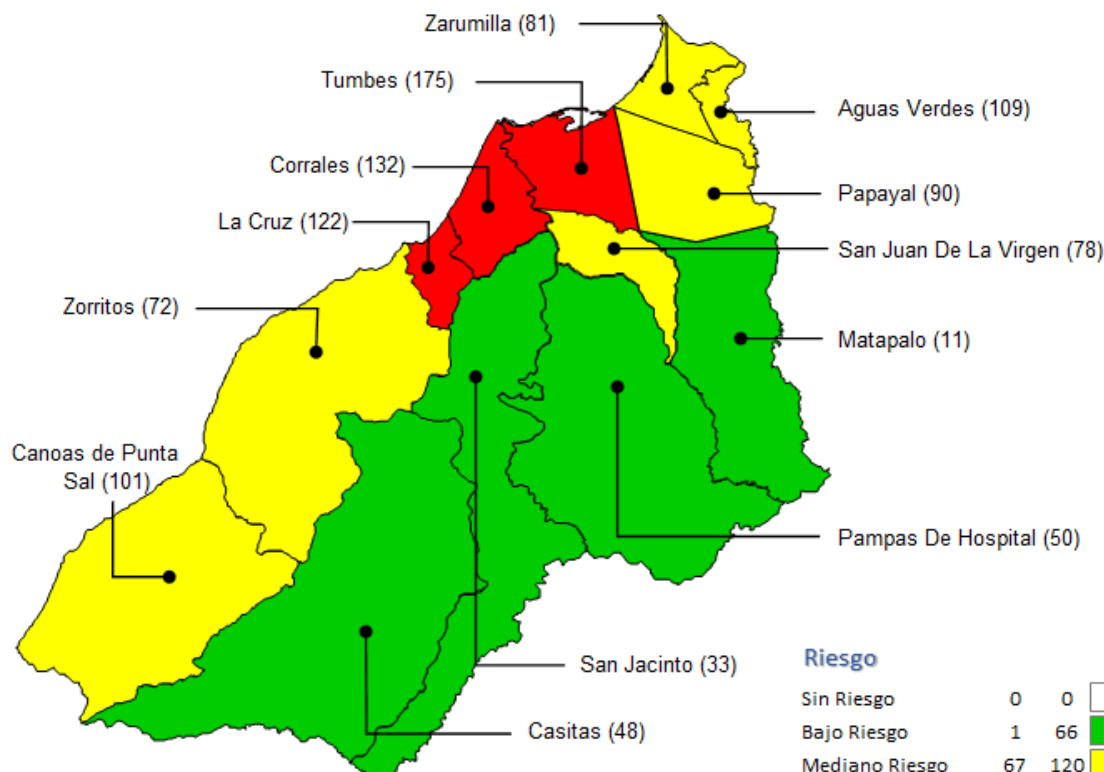 Zarumilla (81)
Tumbes (175)
Aguas Verdes (109)
Corrales (132)
Papayal (90)
La Cruz (122)
San Juan De La Virgen (78)
Zorritos (72)
Matapalo (11)
Canoas de Punta
Sal (101)
Pampas De Hospital (50)
San Jacinto (33)
Casitas (48)
Riesgo
Sin Riesgo 0 0
Bajo Riesgo 1 66
Mediano Riesgo 67 120